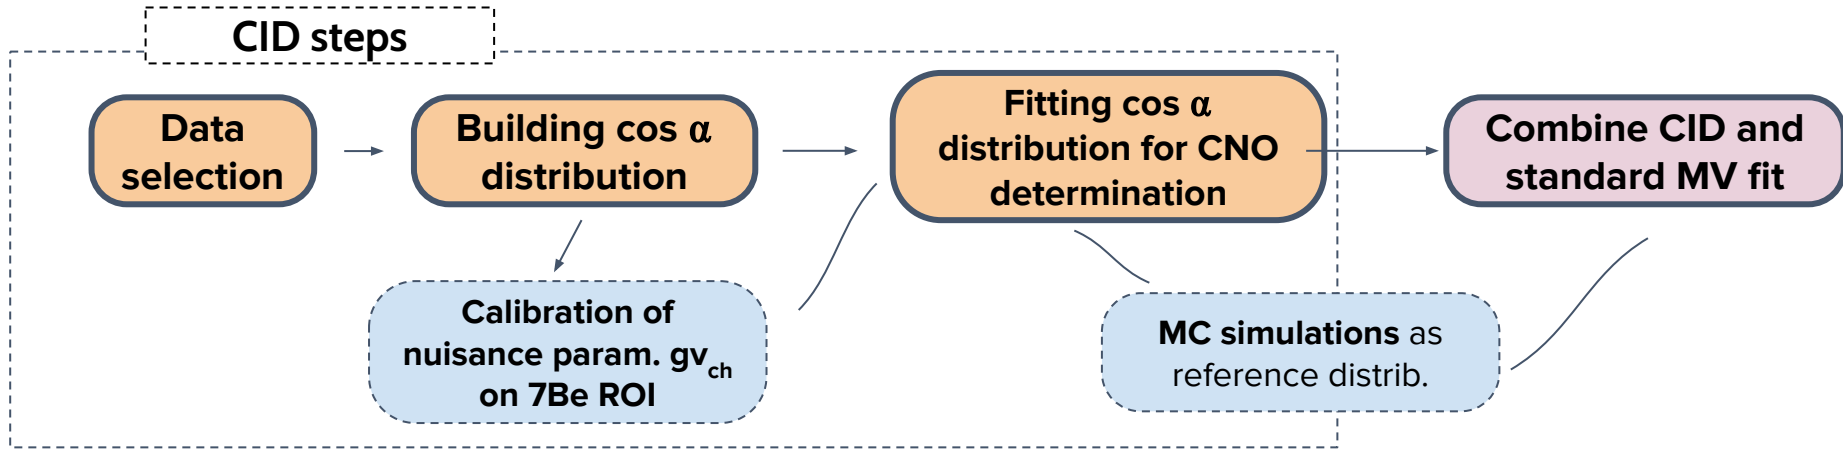 CID steps
Data
selection
Building cos α
distribution
Fitting cos α
distribution for CNO
determination
Combine CID and
standard MV fit
Calibration of
nuisance param. gv_ch
on 7Be ROI
MC simulations as
reference distrib.